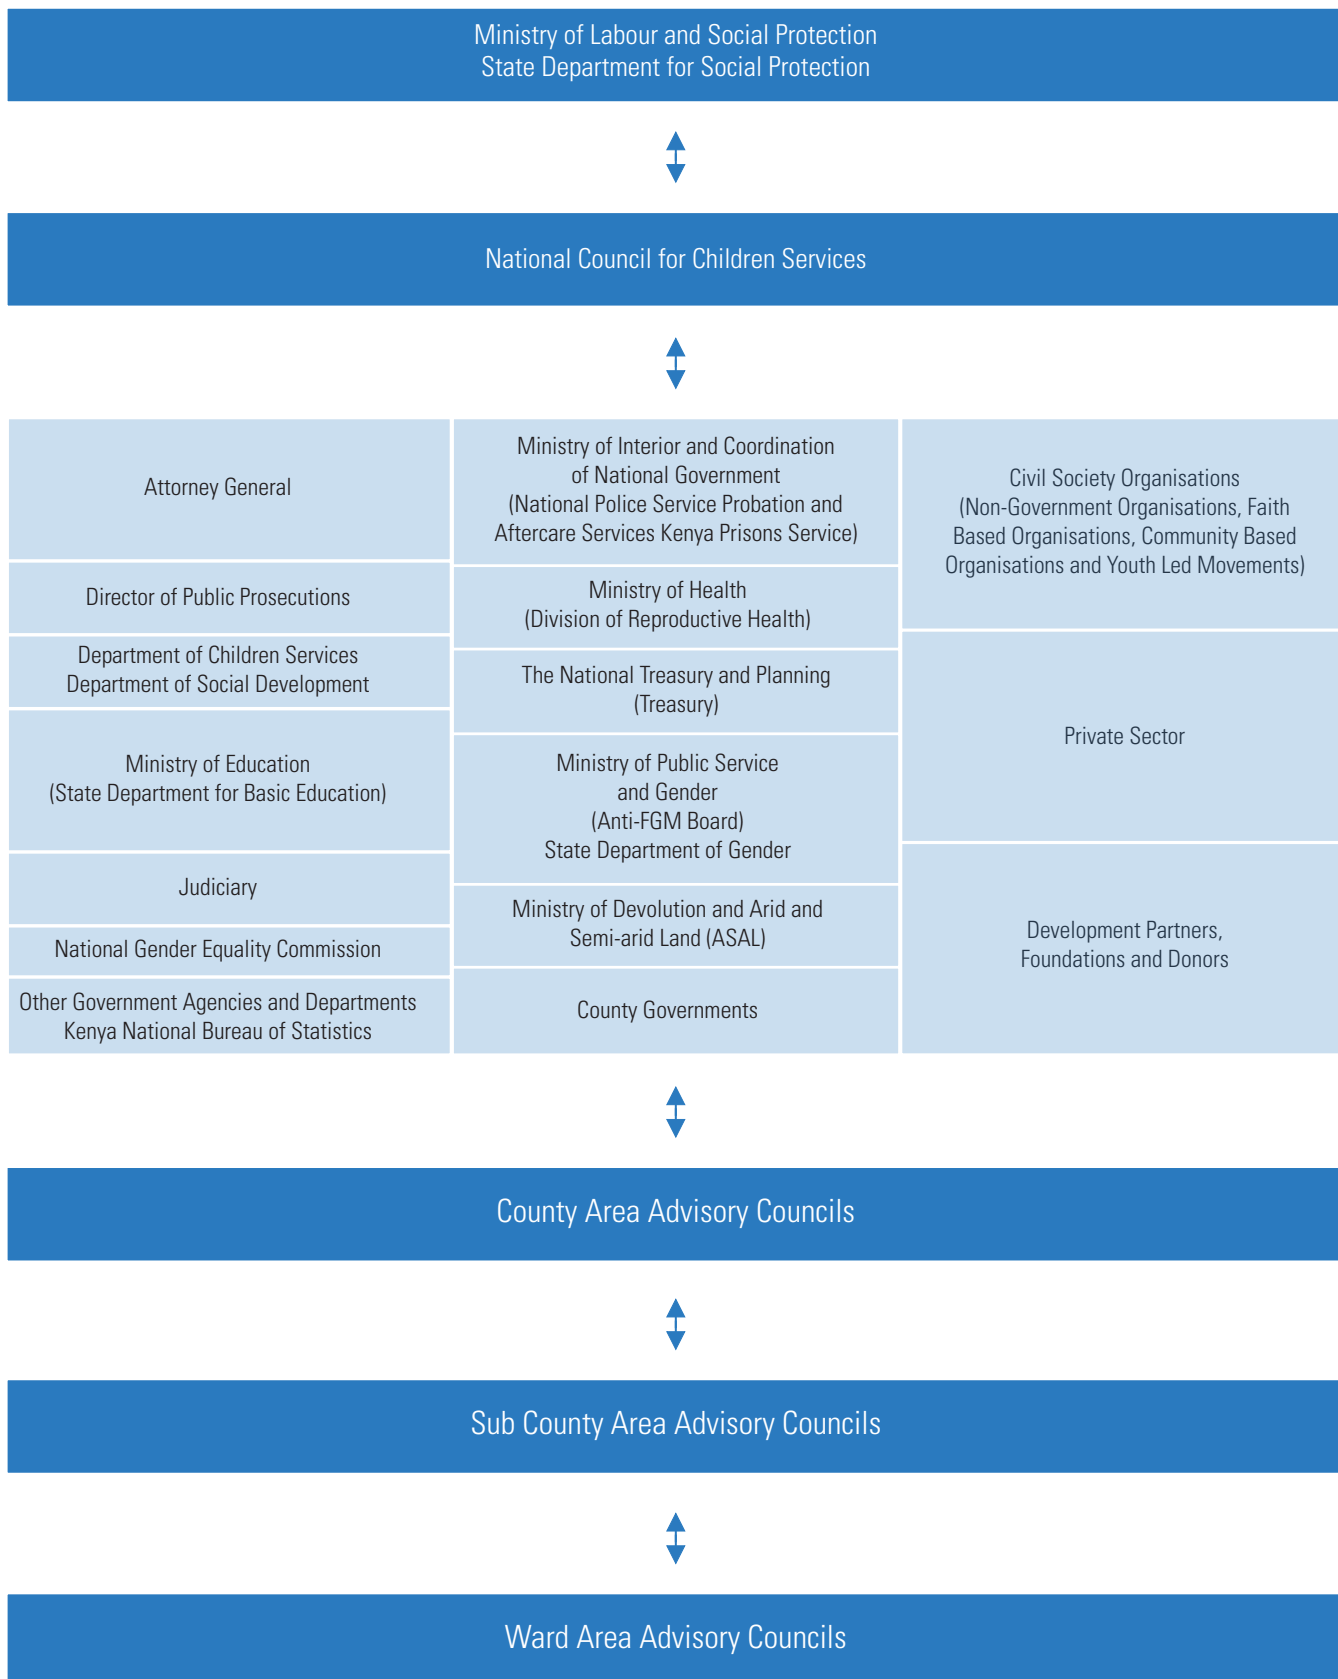 Ministry of Labour and Social Protection
State Department for Social Protection
National Council for Children Services
Attorney General
Director of Public Prosecutions
Department of Children Services
Department of Social Development
Ministry of Education
(State Department for Basic Education)
Judiciary
National Gender Equality Commission
Other Government Agencies and Departments
Kenya National Bureau of Statistics
Ministry of Interior and Coordination
of National Government
(National Police Service Probation and
Aftercare Services Kenya Prisons Service)
Ministry of Health
(Division of Reproductive Health)
The National Treasury and Planning
(Treasury)
Ministry of Public Service
and Gender
(Anti-FGM Board)
State Department of Gender
Ministry of Devolution and Arid and
Semi-arid Land (ASAL)
County Governments
Civil Society Organisations
(Non-Government Organisations, Faith
Based Organisations, Community Based
Organisations and Youth Led Movements)
Private Sector
Development Partners,
Foundations and Donors
County Area Advisory Councils
Sub County Area Advisory Councils
Ward Area Advisory Councils